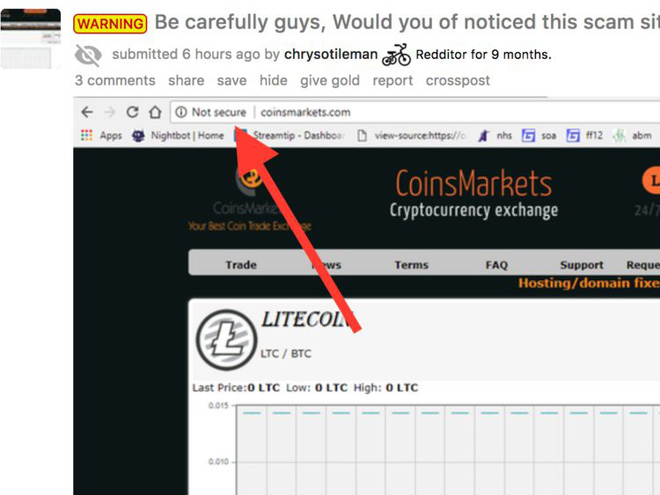 WARNING Be carefully guys, Would you of noticed this scam sit
submitted 6 hours ago by chrysotileman Redditor for 9 months.
3 comments share save hide give gold report crosspost
Not secure | coinsmarkets.com
Apps Nightbot | Home Streamtip - Dashboar view-source:https:// nhs soa ff12 abm
CoinsMarkets
Cryptocurrency exchange
CoinsMarke
Your Best Coin Trade Exc ge
24/7
Trade News Terms FAQ Support Reque
Hosting/domain fixe
LITECOIN
LTC / BTC
Last Price:0 LTC Low: 0 LTC High: 0 LTC
0.015
0.010